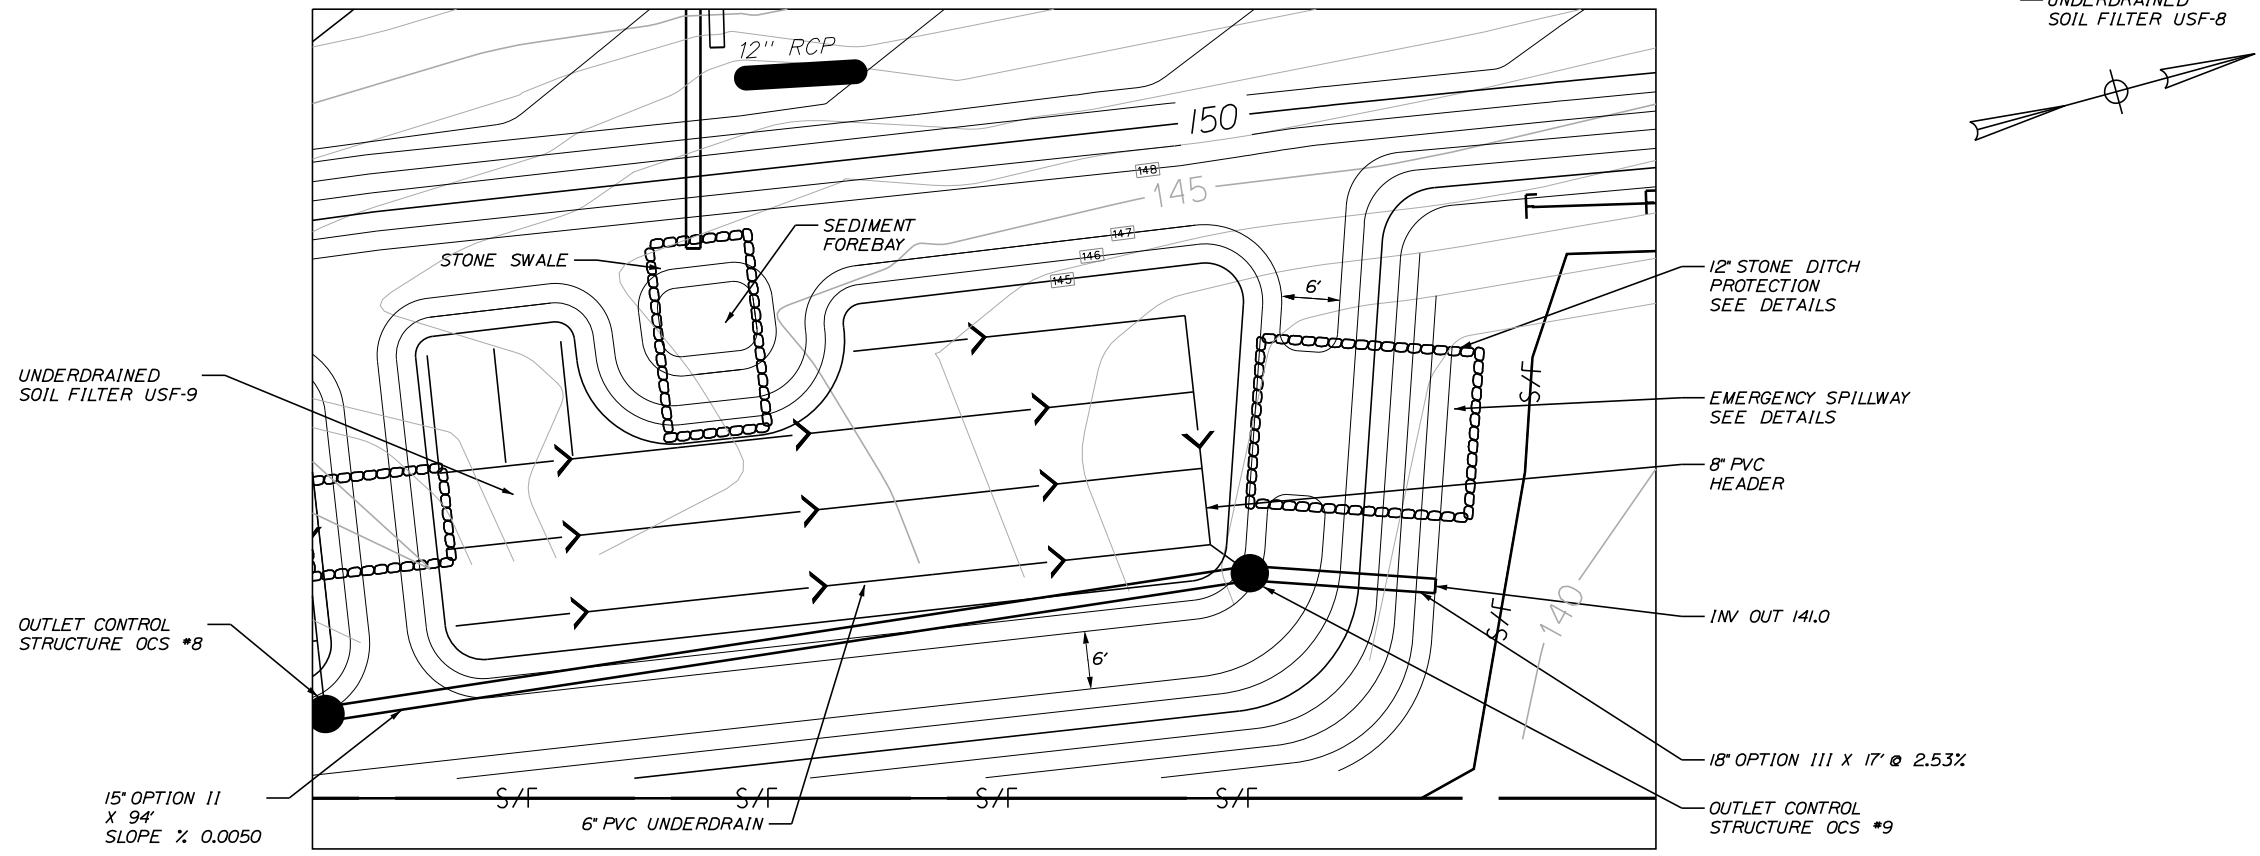 UNDERDRAINED
SOIL FILTER USF-8
12" RCP
150
148
145
SEDIMENT
FOREBAY
147
STONE SWALE
146
145
12" STONE DITCH
PROTECTION
SEE DETAILS
6'
UNDERDRAINED
SOIL FILTER USF-9
S/F
EMERGENCY SPILLWAY
SEE DETAILS
8" PVC
HEADER
OUTLET CONTROL
STRUCTURE OCS #8
S/F
140
INV OUT 141.0
6'
18" OPTION III X 17' @ 2.53%
15" OPTION II
X 94'
SLOPE % 0.0050
S/F
S/F
S/F
S/F
6" PVC UNDERDRAIN
OUTLET CONTROL
STRUCTURE OCS #9